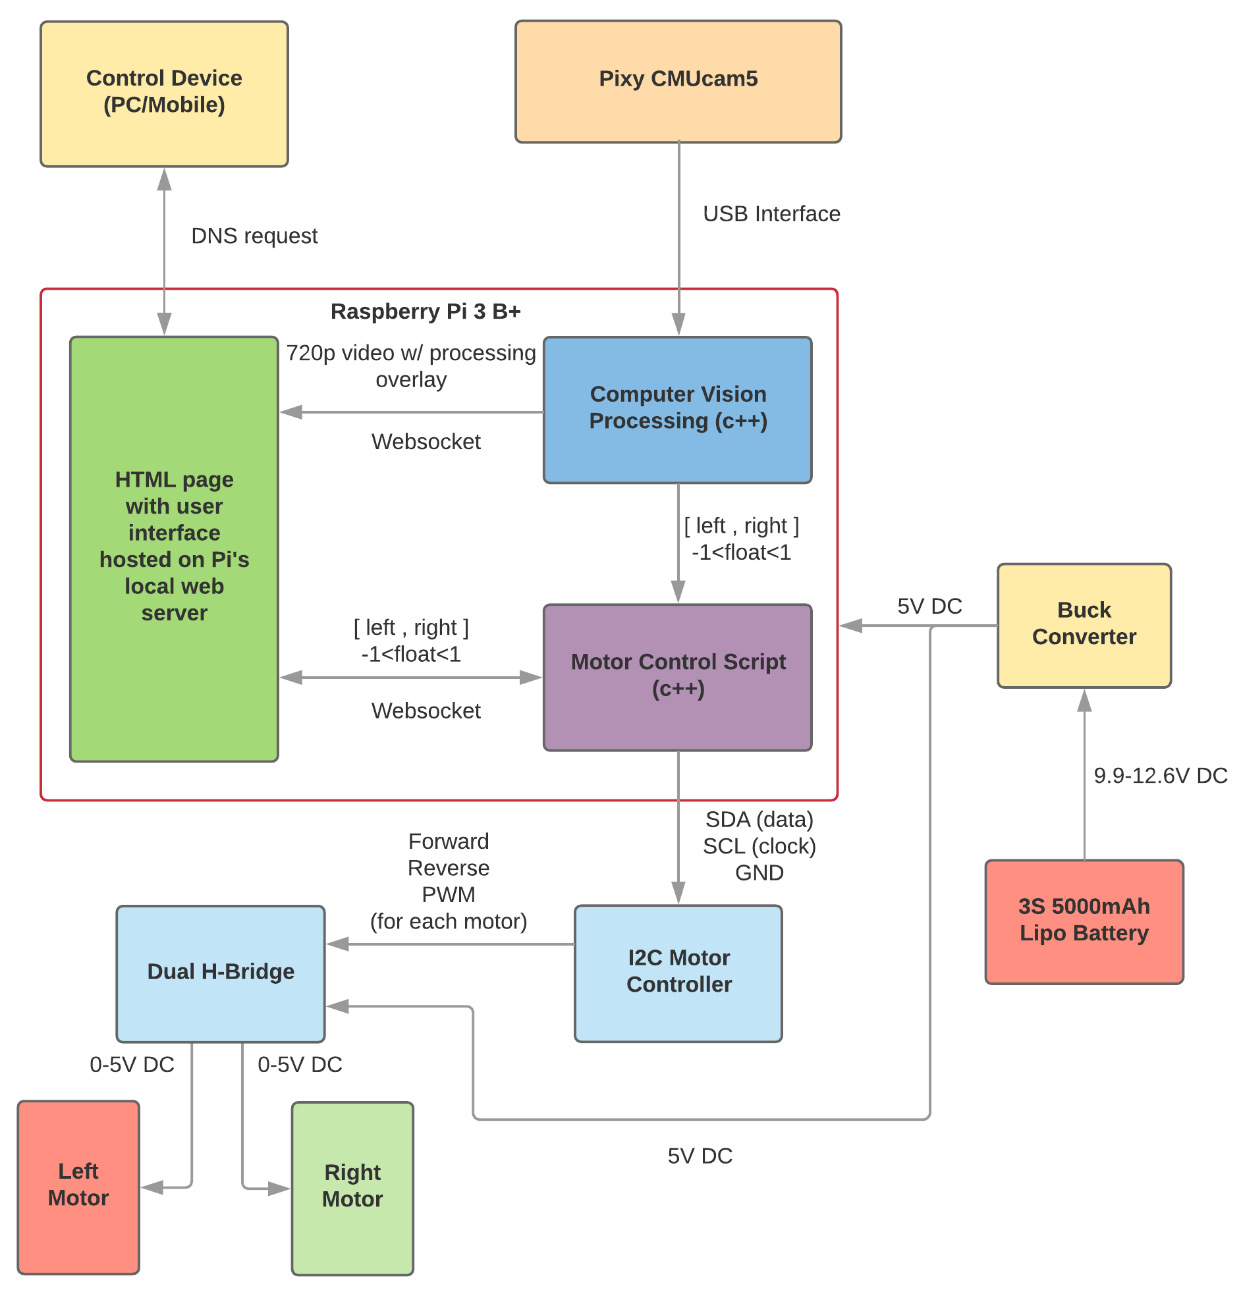 Control Device
(PC/Mobile)
Pixy CMUcam5
DNS request
USB Interface
Raspberry Pi 3 B+
720p video w/ processing
overlay
Websocket
Computer Vision
Processing (c++)
HTML page
with user
interface
hosted on Pi's
local web
server
[ left , right ]
-1<float<1
[ left , right ]
-1<float<1
Websocket
Motor Control Script
(c++)
5V DC
Buck
Converter
9.9-12.6V DC
3S 5000mAh
Lipo Battery
SDA (data)
SCL (clock)
GND
Forward
Reverse
PWM
(for each motor)
Dual H-Bridge
I2C Motor
Controller
0-5V DC
0-5V DC
5V DC
Left
Motor
Right
Motor